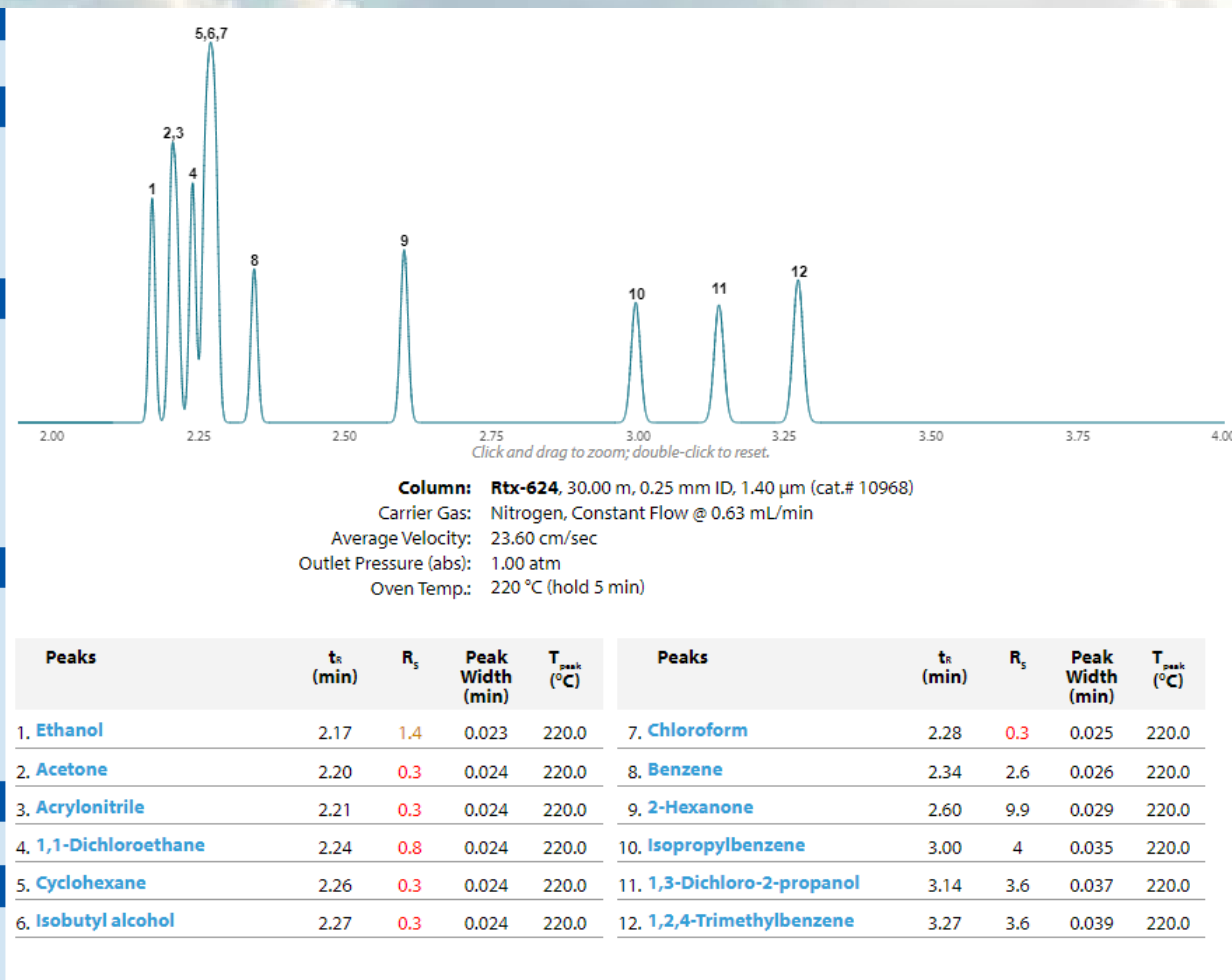 5,6,7
2,3
4
1
9
8
12
11
10
2.00 2.25 2.50 2.75 3.00 3.25 3.50 3.75 4.00
Click and drag to zoom; double-click to reset.
Column: Rtx-624, 30.00 m, 0.25 mm ID, 1.40 µm (cat.# 10968)
Carrier Gas: Nitrogen, Constant Flow @ 0.63 mL/min
Average Velocity: 23.60 cm/sec
Outlet Pressure (abs): 1.00 atm
Oven Temp.: 220 °C (hold 5 min)
Peaks tR (min) Rs Peak Width (min) Tpeak (°C)
1. Ethanol 2.17 1.4 0.023 220.0
2. Acetone 2.20 0.3 0.024 220.0
3. Acrylonitrile 2.21 0.3 0.024 220.0
4. 1,1-Dichloroethane 2.24 0.8 0.024 220.0
5. Cyclohexane 2.26 0.3 0.024 220.0
6. Isobutyl alcohol 2.27 0.3 0.024 220.0
Peaks tR (min) Rs Peak Width (min) Tpeak (°C)
7. Chloroform 2.28 0.3 0.025 220.0
8. Benzene 2.34 2.6 0.026 220.0
9. 2-Hexanone 2.60 9.9 0.029 220.0
10. Isopropylbenzene 3.00 4 0.035 220.0
11. 1,3-Dichloro-2-propanol 3.14 3.6 0.037 220.0
12. 1,2,4-Trimethylbenzene 3.27 3.6 0.039 220.0